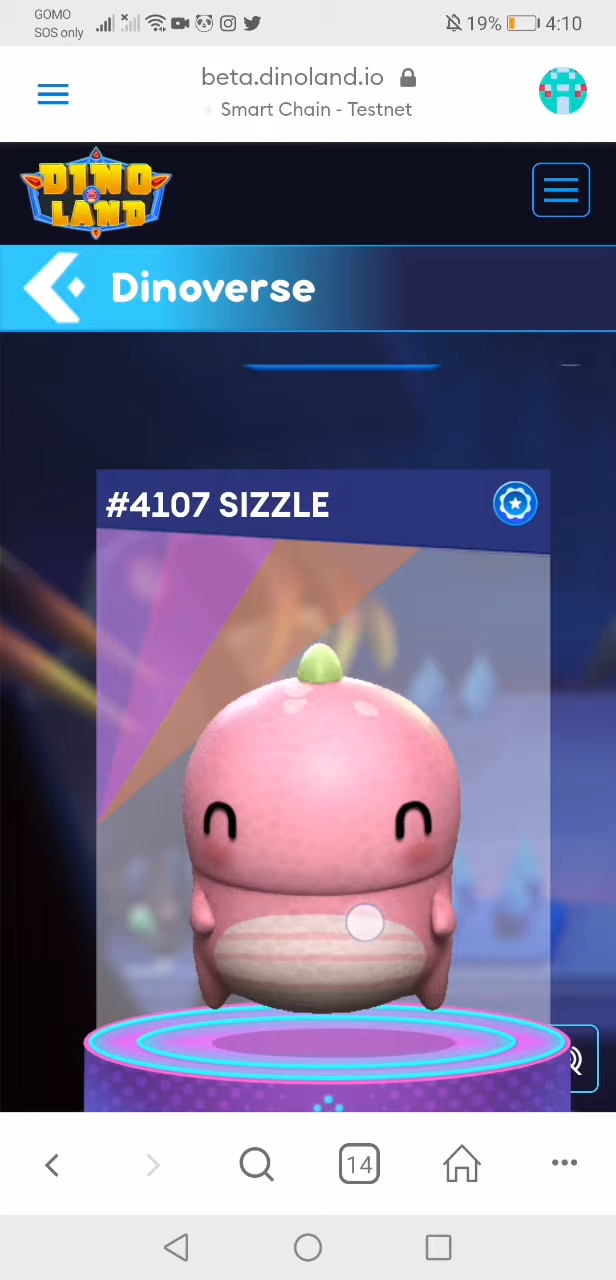 GOMO
SOS only
19%
4:10
beta.dinoland.io
Smart Chain - Testnet
DINO
LAND
Dinoverse
#4107 SIZZLE
14